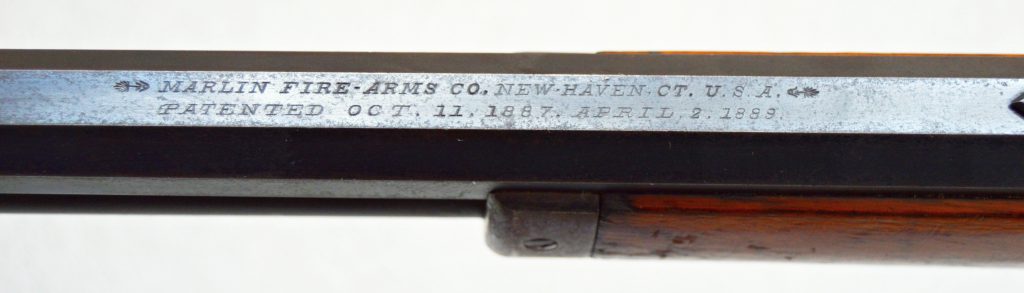 MARLIN FIRE-ARMS CO. NEW-HAVEN. CT. U.S.A.
PATENTED OCT. 11. 1887. APRIL. 2. 1889.